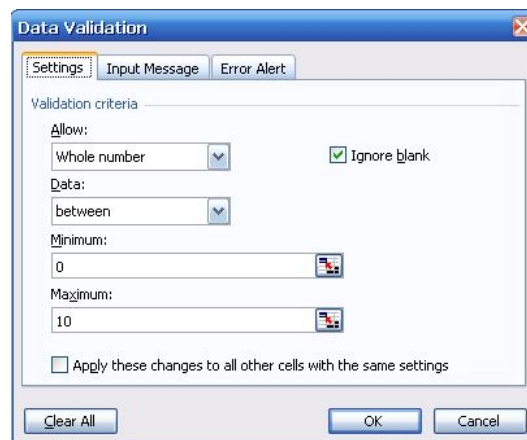 Data Validation
Settings Input Message Error Alert
Validation criteria
Allow:
Whole number Ignore blank
Data:
between
Minimum:
0
Maximum:
10
Apply these changes to all other cells with the same settings
Clear All OK Cancel